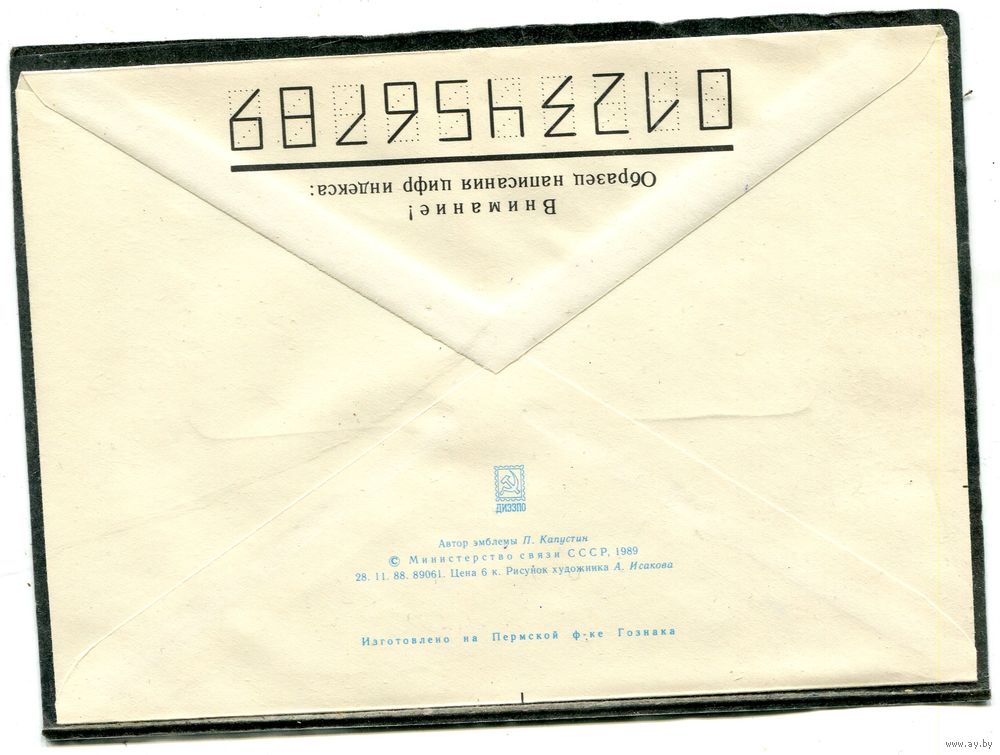 Внимание!
Образец написания цифр индекса:
0123456789
ДИЭЗПО
Автор эмблемы П. Капустин
© Министерство связи СССР, 1989
28. 11. 88. 89061. Цена 6 к. Рисунок художника А. Исакова
Изготовлено на Пермской ф-ке Гознака
www.ay.by